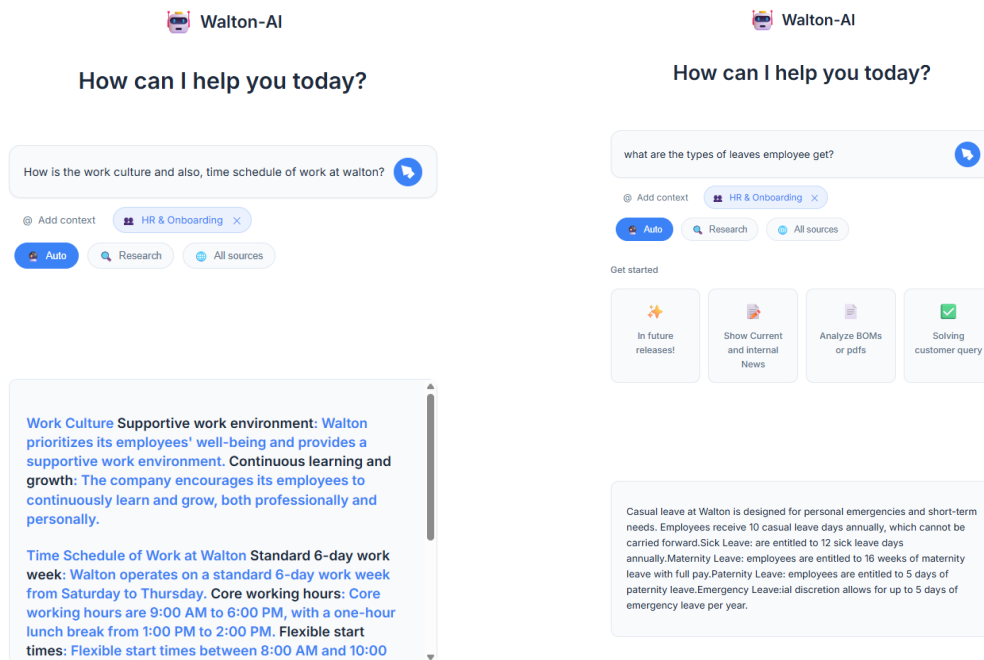 Walton-AI
How can I help you today?
How is the work culture and also, time schedule of work at walton?
@ Add context
HR & Onboarding
Auto
Research
All sources
Work Culture Supportive work environment: Walton
prioritizes its employees' well-being and provides a
supportive work environment. Continuous learning and
growth: The company encourages its employees to
continuously learn and grow, both professionally and
personally.
Time Schedule of Work at Walton Standard 6-day work
week: Walton operates on a standard 6-day work week
from Saturday to Thursday. Core working hours: Core
working hours are 9:00 AM to 6:00 PM, with a one-hour
lunch break from 1:00 PM to 2:00 PM. Flexible start
times: Flexible start times between 8:00 AM and 10:00
Walton-AI
How can I help you today?
what are the types of leaves employee get?
@ Add context
HR & Onboarding
Auto
Research
All sources
Get started
In future
releases!
Show Current
and internal
News
Analyze BOMs
or pdfs
Solving
customer query
Casual leave at Walton is designed for personal emergencies and short-term
needs. Employees receive 10 casual leave days annually, which cannot be
carried forward.Sick Leave: are entitled to 12 sick leave days
annually.Maternity Leave: employees are entitled to 16 weeks of maternity
leave with full pay.Paternity Leave: employees are entitled to 5 days of
paternity leave.Emergency Leave:ial discretion allows for up to 5 days of
emergency leave per year.